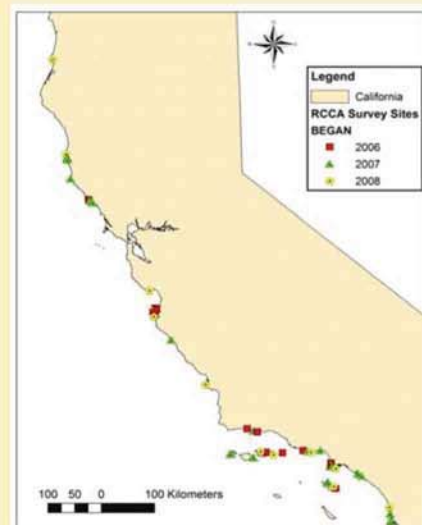 Legend
California
RCCA Survey Sites
BEGAN
2006
2007
2008
100 50 0 100 Kilometers